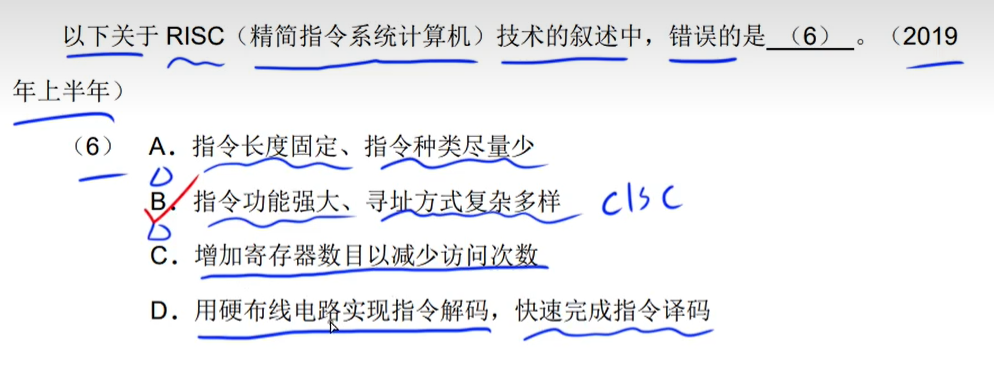 以下关于 RISC（精简指令系统计算机）技术的叙述中，错误的是（6）。（2019
年上半年）
（6） A．指令长度固定、指令种类尽量少
B．指令功能强大、寻址方式复杂多样 CISC
C．增加寄存器数目以减少访问次数
D．用硬布线电路实现指令解码，快速完成指令译码